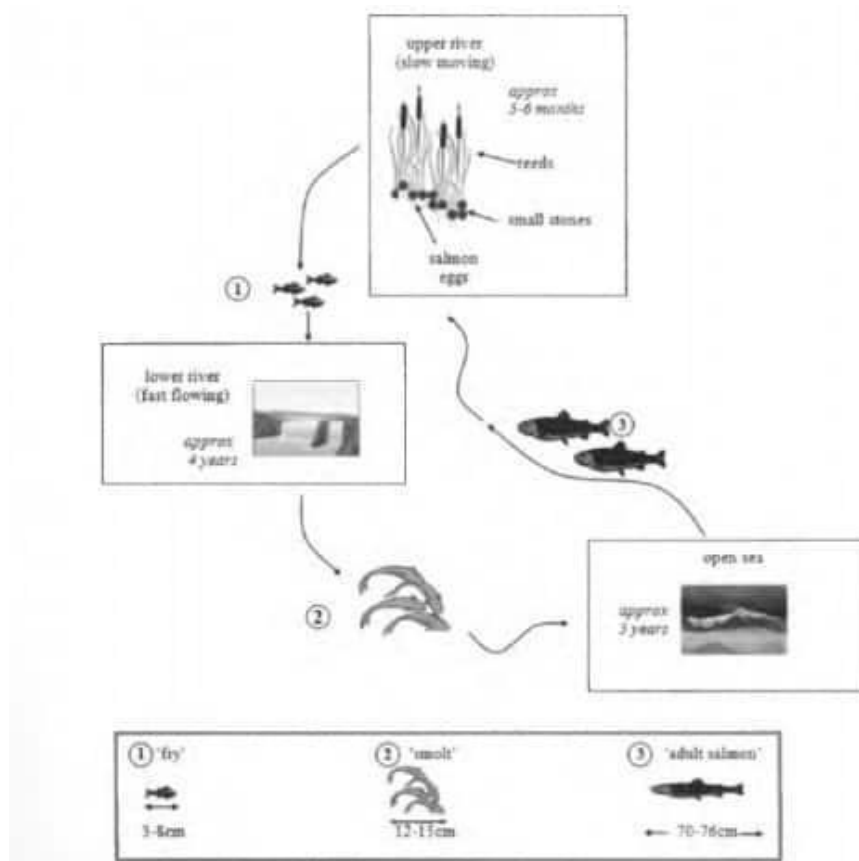 upper river
(slow moving)
approx
5-6 months
reeds
small stones
salmon
eggs
1
lower river
(fast flowing)
approx
4 years
3
open sea
approx
5 years
2
1 'fry'
2 'smolt'
3 'adult salmon'
3-8cm
12-15cm
70-76cm